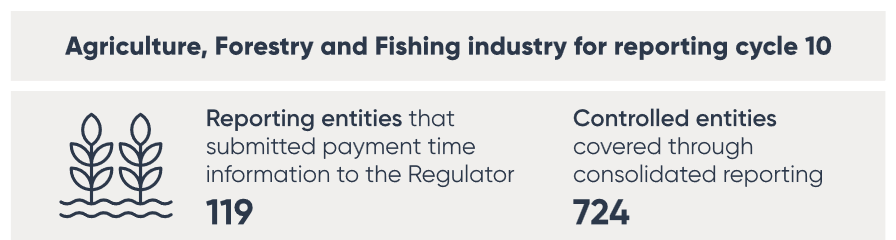 Agriculture, Forestry and Fishing industry for reporting cycle 10
Reporting entities that
submitted payment time
information to the Regulator
119
Controlled entities
covered through
consolidated reporting
724